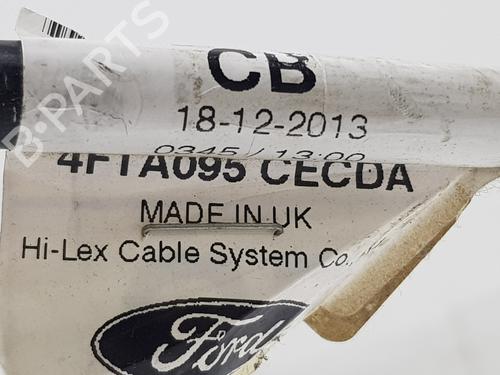 CB
18-12-2013
0345 / 13:00
4FTA095 CECDA
MADE IN UK
Hi-Lex Cable System Co.
Ford
B-PARTS